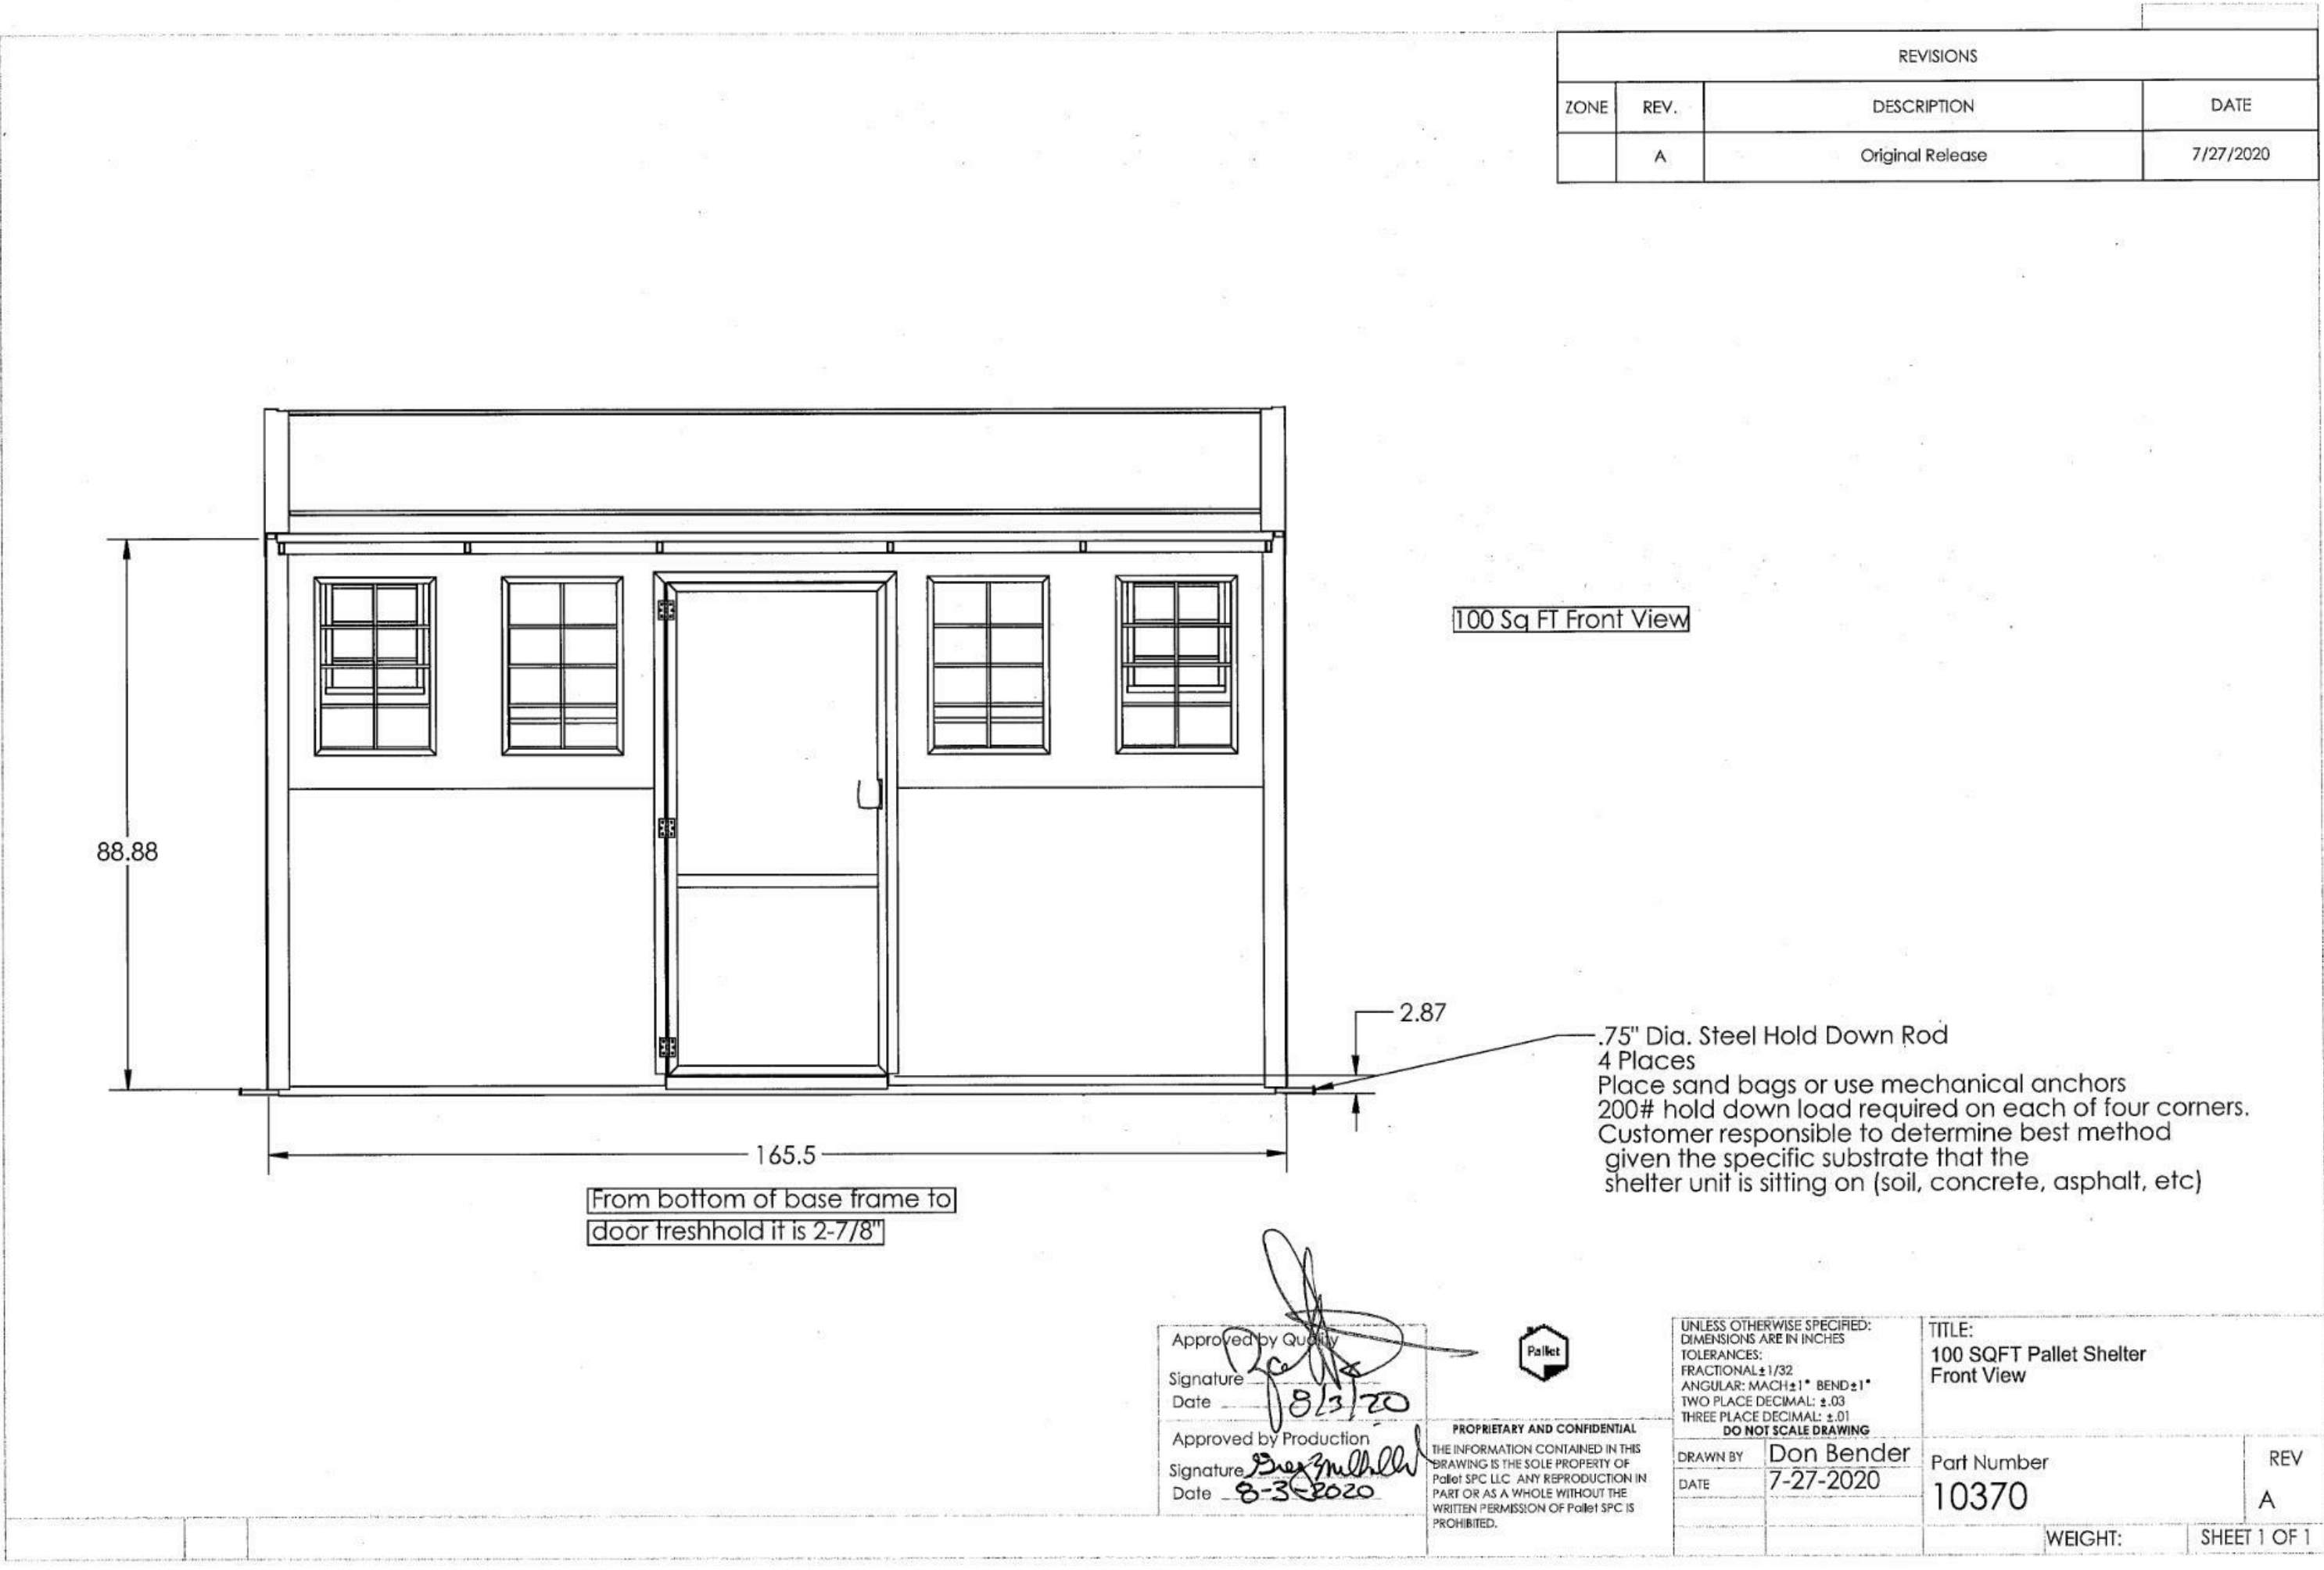 REVISIONS
ZONE REV. DESCRIPTION DATE
A Original Release 7/27/2020
100 Sq FT Front View
88.88
2.87
.75" Dia. Steel Hold Down Rod
4 Places
Place sand bags or use mechanical anchors
200# hold down load required on each of four corners.
Customer responsible to determine best method
given the specific substrate that the
shelter unit is sitting on (soil, concrete, asphalt, etc)
165.5
From bottom of base frame to
door treshhold it is 2-7/8"
Approved by Quality
Signature
Date 8/3/20
Approved by Production
Signature
Date 8-3-2020
Pallet
PROPRIETARY AND CONFIDENTIAL
THE INFORMATION CONTAINED IN THIS
DRAWING IS THE SOLE PROPERTY OF
Pallet SPC LLC ANY REPRODUCTION IN
PART OR AS A WHOLE WITHOUT THE
WRITTEN PERMISSION OF Pallet SPC IS
PROHIBITED.
UNLESS OTHERWISE SPECIFIED:
DIMENSIONS ARE IN INCHES
TOLERANCES:
FRACTIONAL±1/32
ANGULAR: MACH±1° BEND±1°
TWO PLACE DECIMAL: ±.03
THREE PLACE DECIMAL: ±.01
DO NOT SCALE DRAWING
DRAWN BY Don Bender
DATE 7-27-2020
TITLE:
100 SQFT Pallet Shelter
Front View
Part Number
10370
REV
A
WEIGHT:
SHEET 1 OF 1